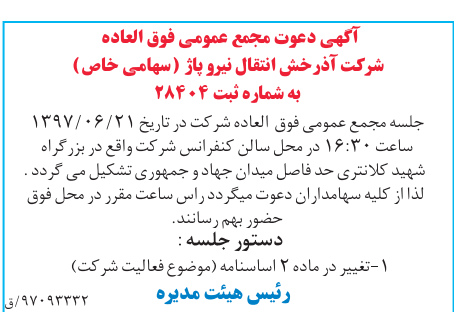 آگهی دعوت مجمع عمومی فوق العاده
شرکت آذرخش انتقال نیرو پاژ (سهامی خاص)
به شماره ثبت ۲۸۴۰۴
جلسه مجمع عمومی فوق العاده شرکت در تاریخ ۱۳۹۷/۰۶/۲۱
ساعت ۱۶:۳۰ در محل سالن کنفرانس شرکت واقع در بزرگراه
شهید کلانتری حد فاصل میدان جهاد و جمهوری تشکیل می گردد .
لذا از کلیه سهامداران دعوت میگردد راس ساعت مقرر در محل فوق
حضور بهم رسانند.
دستور جلسه :
۱-تغییر در ماده ۲ اساسنامه (موضوع فعالیت شرکت)
رئیس هیئت مدیره
۹۷۰۹۳۳۳۲/ق